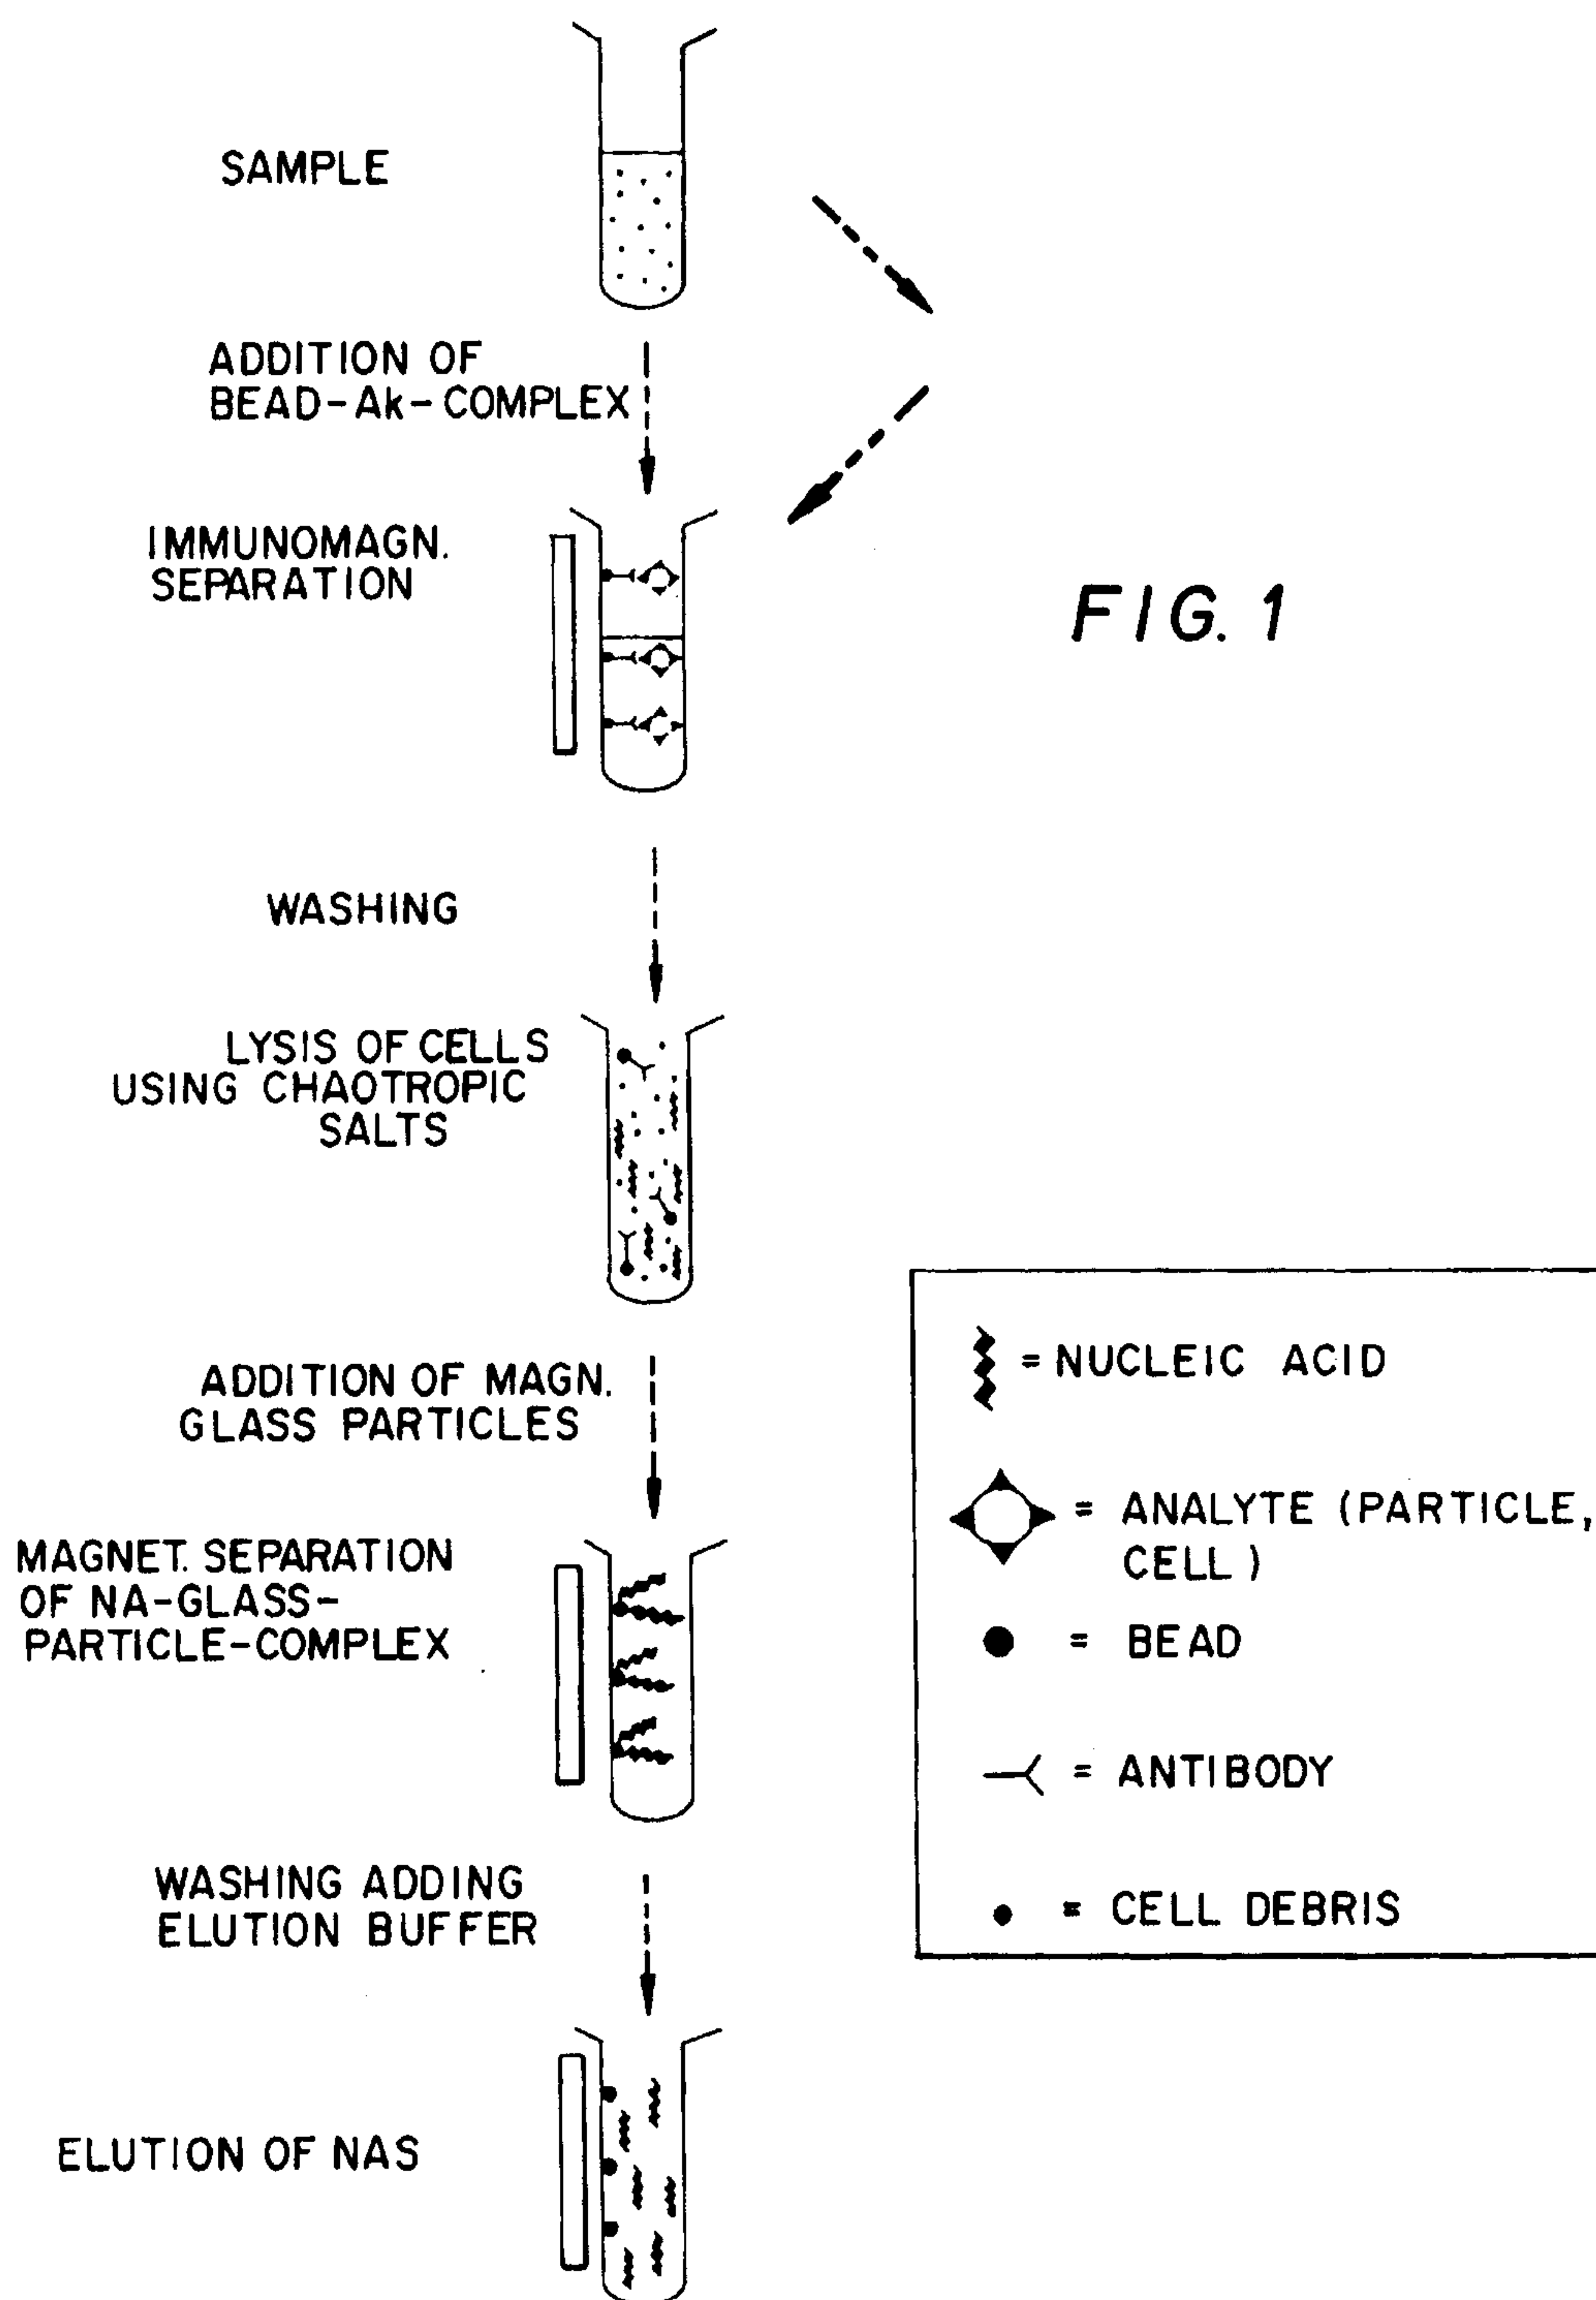 SAMPLE
ADDITION OF
BEAD-Ak-COMPLEX
IMMUNOMAGN.
SEPARATION
FIG. 1
WASHING
LYSIS OF CELLS
USING CHAOTROPIC
SALTS
ADDITION OF MAGN.
GLASS PARTICLES
MAGNET. SEPARATION
OF NA-GLASS-
PARTICLE-COMPLEX
WASHING ADDING
ELUTION BUFFER
ELUTION OF NAS
= NUCLEIC ACID
= ANALYTE (PARTICLE,
CELL)
= BEAD
= ANTIBODY
= CELL DEBRIS